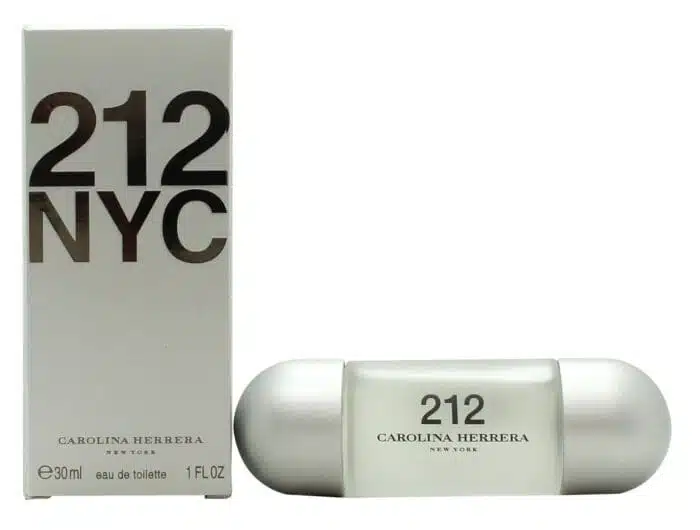 212
NYC
CAROLINA HERRERA
NEW YORK
℮30ml eau de toilette 1 FL OZ
212
CAROLINA HERRERA
NEW YORK